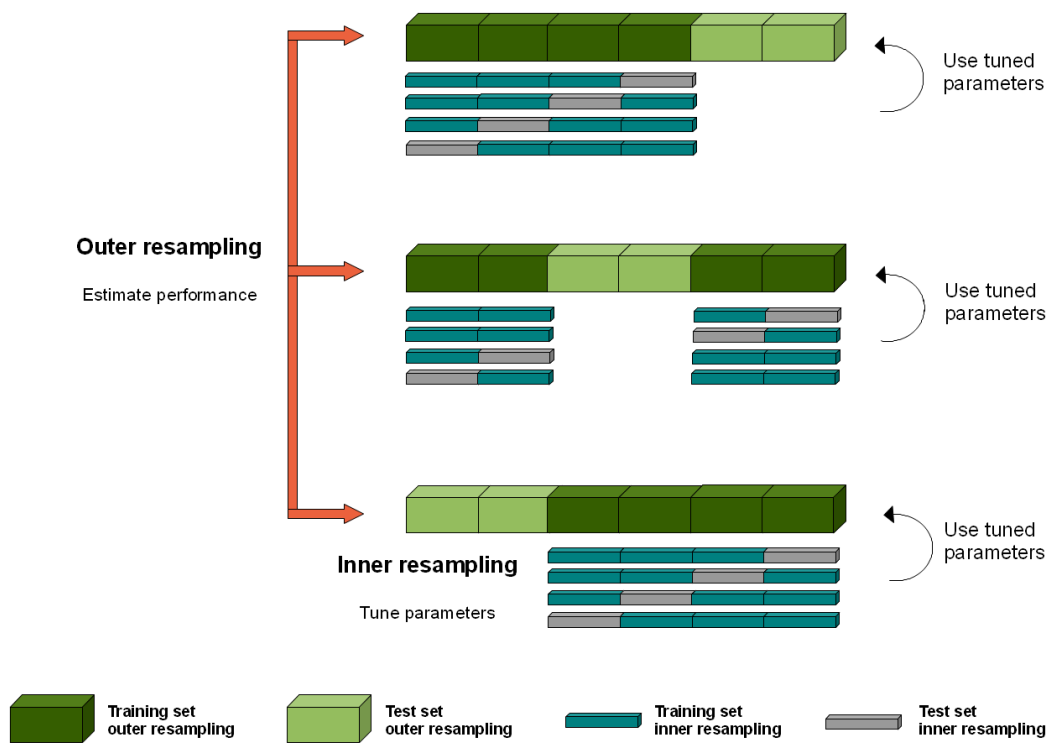 Use tuned
parameters
Outer resampling
Estimate performance
Use tuned
parameters
Use tuned
parameters
Inner resampling
Tune parameters
Training set
outer resampling
Test set
outer resampling
Training set
inner resampling
Test set
inner resampling